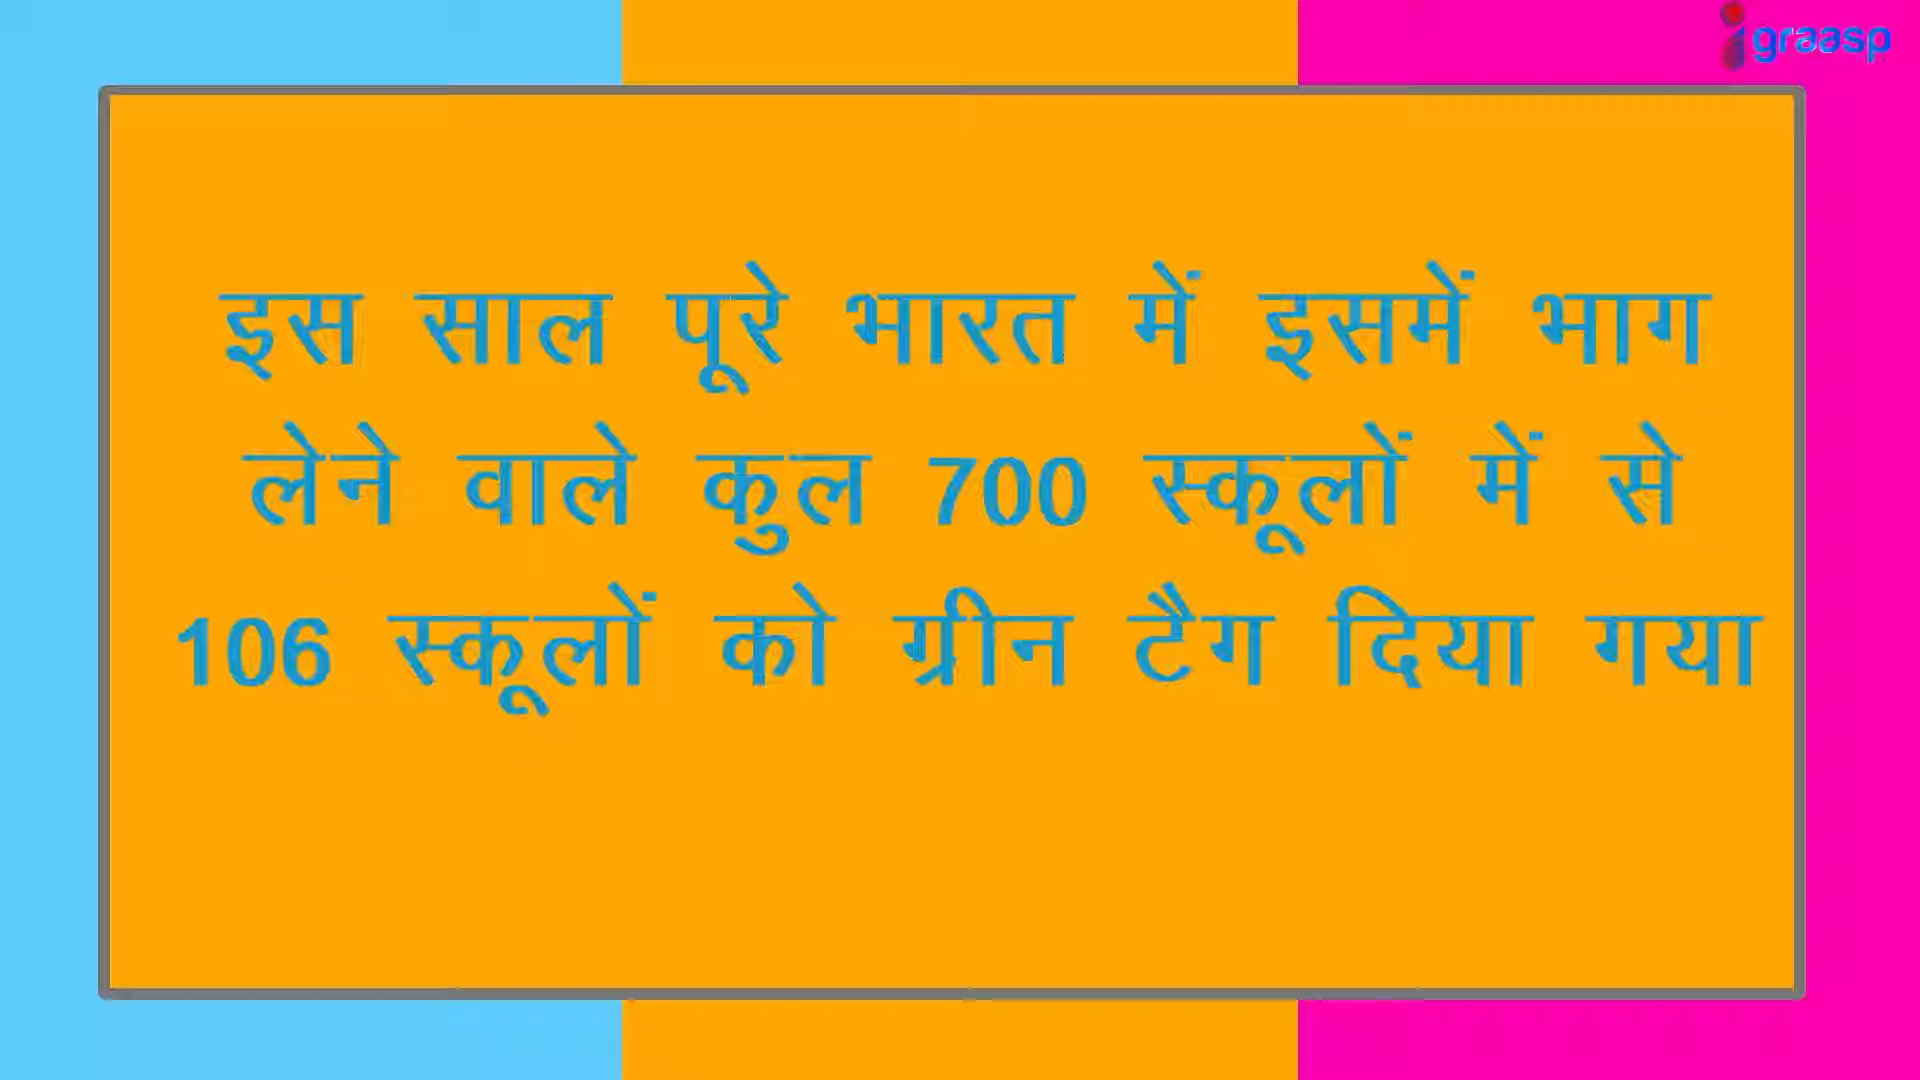 igraasp
इस साल पूरे भारत में इसमें भाग
लेने वाले कुल 700 स्कूलों में से
106 स्कूलों को ग्रीन टैग दिया गया